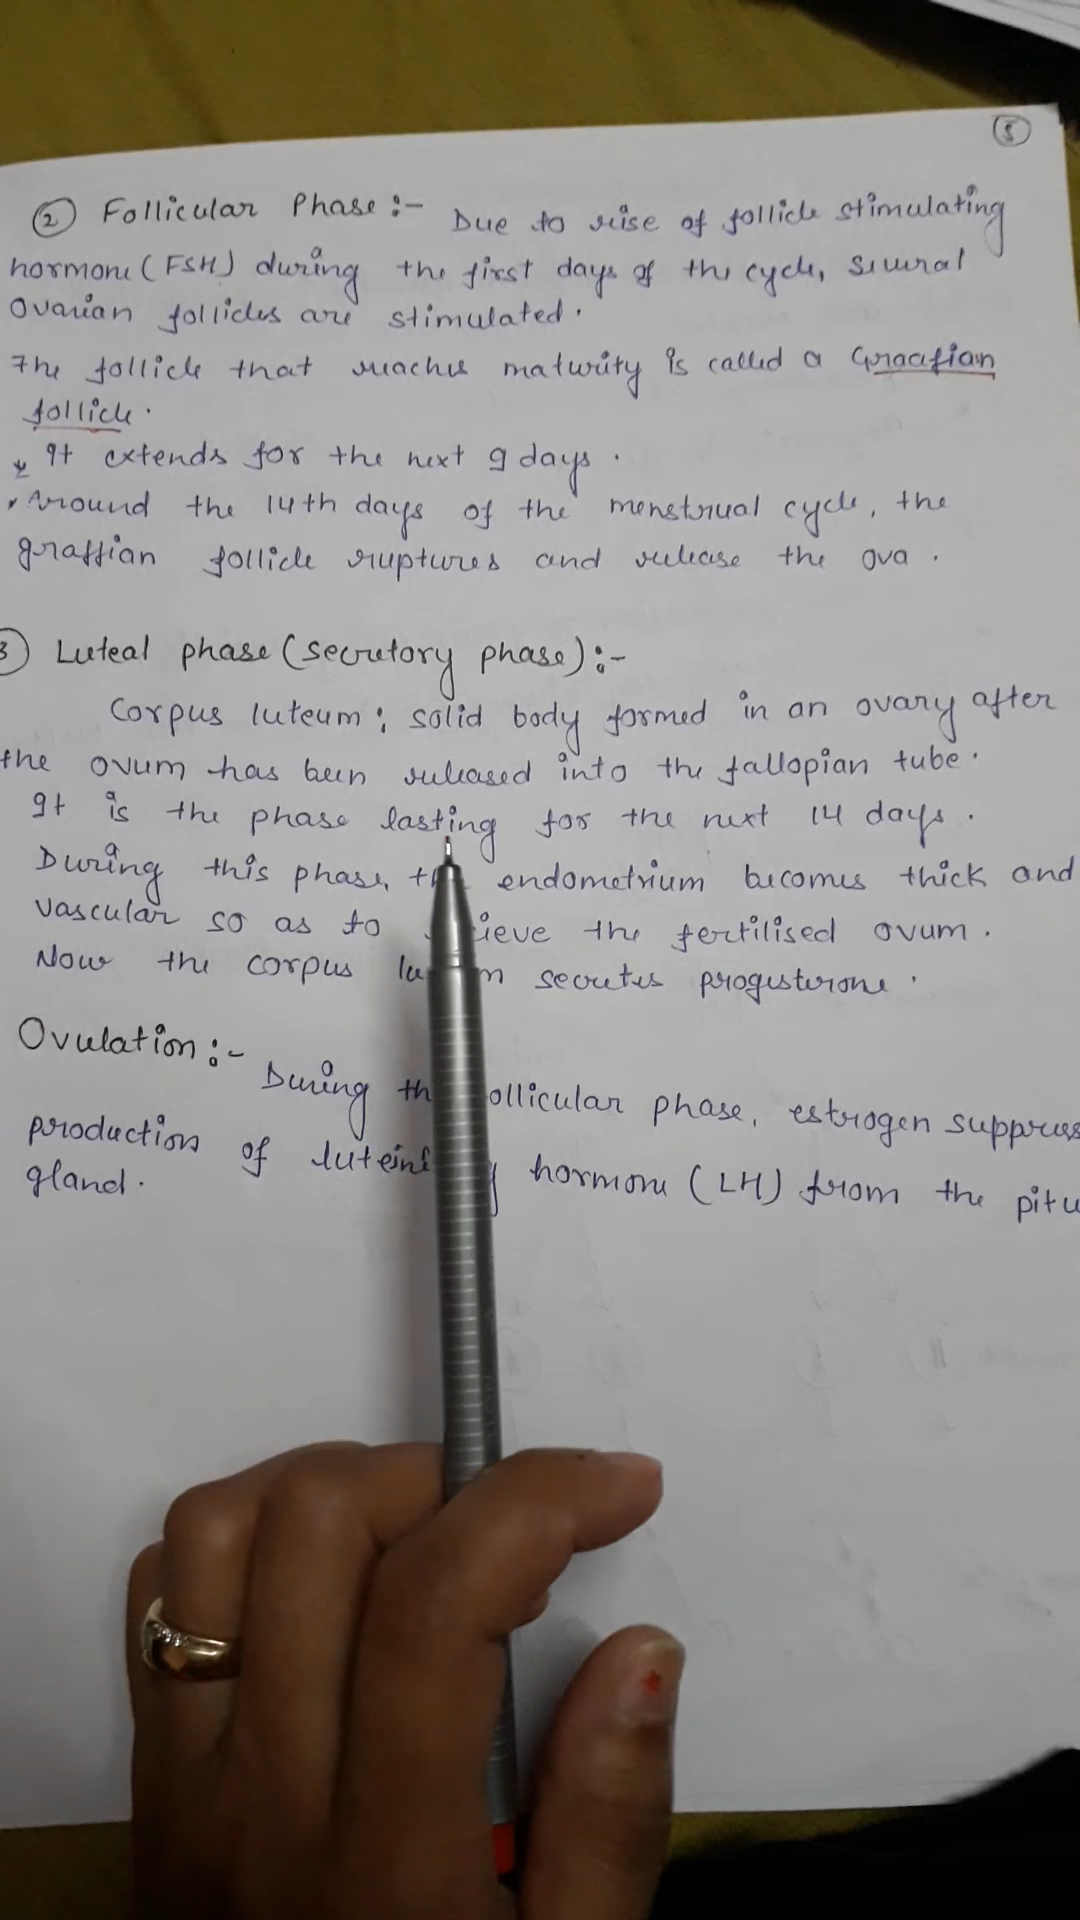 5
② Follicular Phase :- Due to rise of follicle stimulating
hormone (FSH) during the first days of the cycle, several
Ovarian follicles are stimulated.
The follicle that reaches maturity is called a Graafian
follicle.
* It extends for the next 9 days.
Around the 14th days of the menstrual cycle, the
graffian follicle ruptures and release the ova.
3) Luteal phase (secretory phase) :-
Corpus luteum; solid body formed in an ovary after
the ovum has been released into the fallopian tube.
It is the phase lasting for the next 14 days.
During this phase, endometrium becomes thick and
vascular so as to ieve the fertilised ovum.
Now the corpus lu m secretes progesterone.
Ovulation :-
During th ollicular phase, estrogen suppress
production of luteini g hormone (LH) from the pitu
gland.